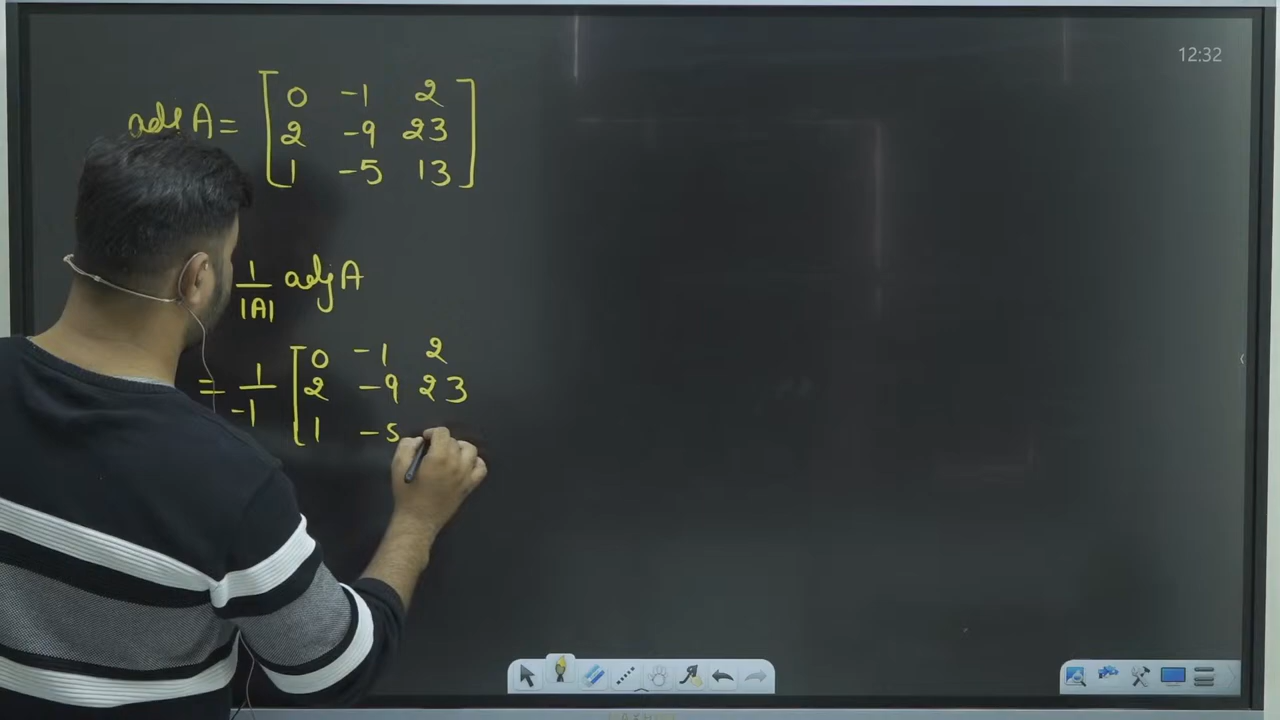 12:32
adj A = [ 0 -1 2
2 -9 23
1 -5 13 ]
1/|A| adj A
= 1/-1 [ 0 -1 2
2 -9 23
1 -5